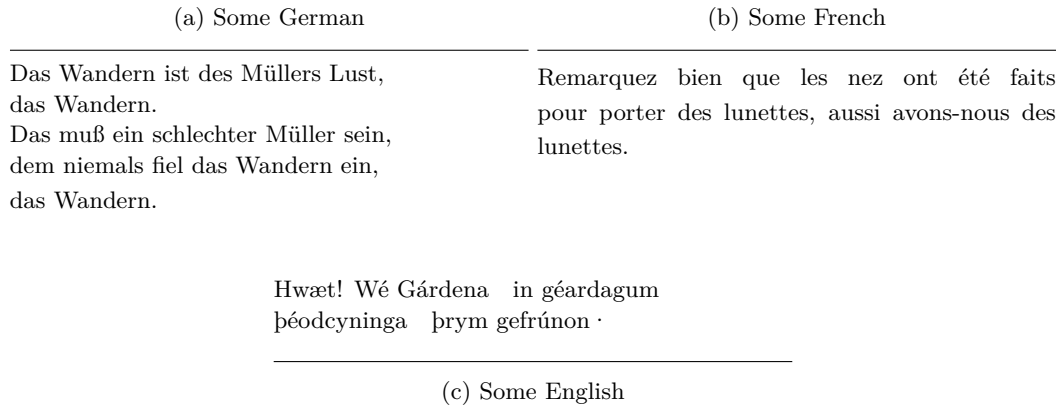 (a) Some German
Das Wandern ist des Müllers Lust,
das Wandern.
Das muß ein schlechter Müller sein,
dem niemals fiel das Wandern ein,
das Wandern.
(b) Some French
Remarquez bien que les nez ont été faits
pour porter des lunettes, aussi avons-nous des
lunettes.
Hwæt! Wé Gárdena in géardagum
þéodcyninga þrym gefrúnon ·
(c) Some English